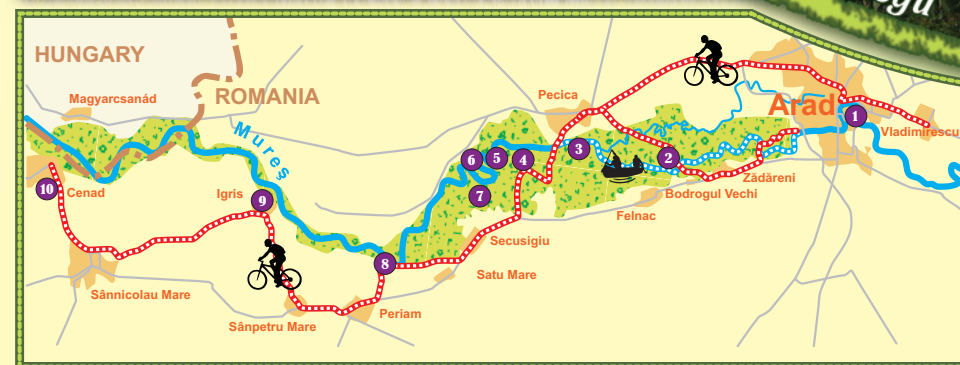 HUNGARY
ROMANIA
Magyarcsanád
Mureș
Pecica
Arad
1
Vladimirescu
6
5
4
3
2
7
Zădăreni
Bodrogul Vechi
Felnac
10
Cenad
Igris
9
Secusigiu
8
Satu Mare
Sânnicolau Mare
Periam
Sânpetru Mare